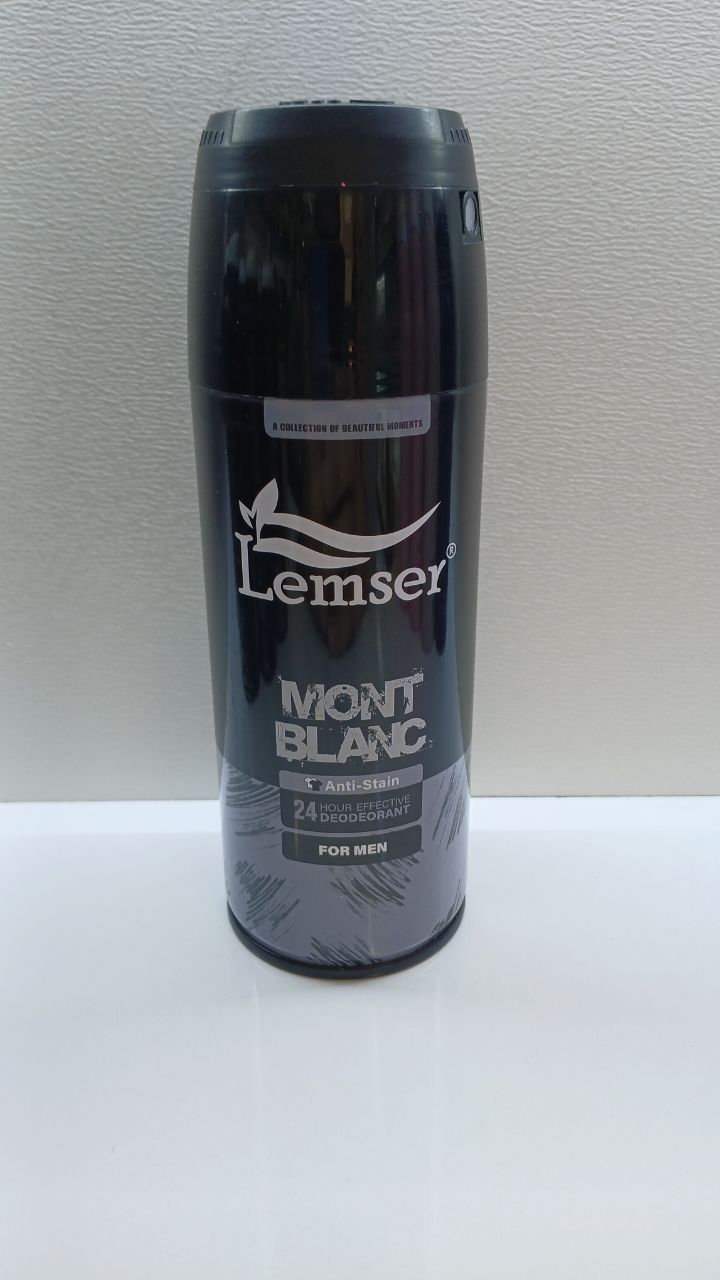 A COLLECTION OF BEAUTIFUL MOMENTS
Lemser®
MONT
BLANC
Anti-Stain
24 HOUR EFFECTIVE
DEODEORANT
FOR MEN